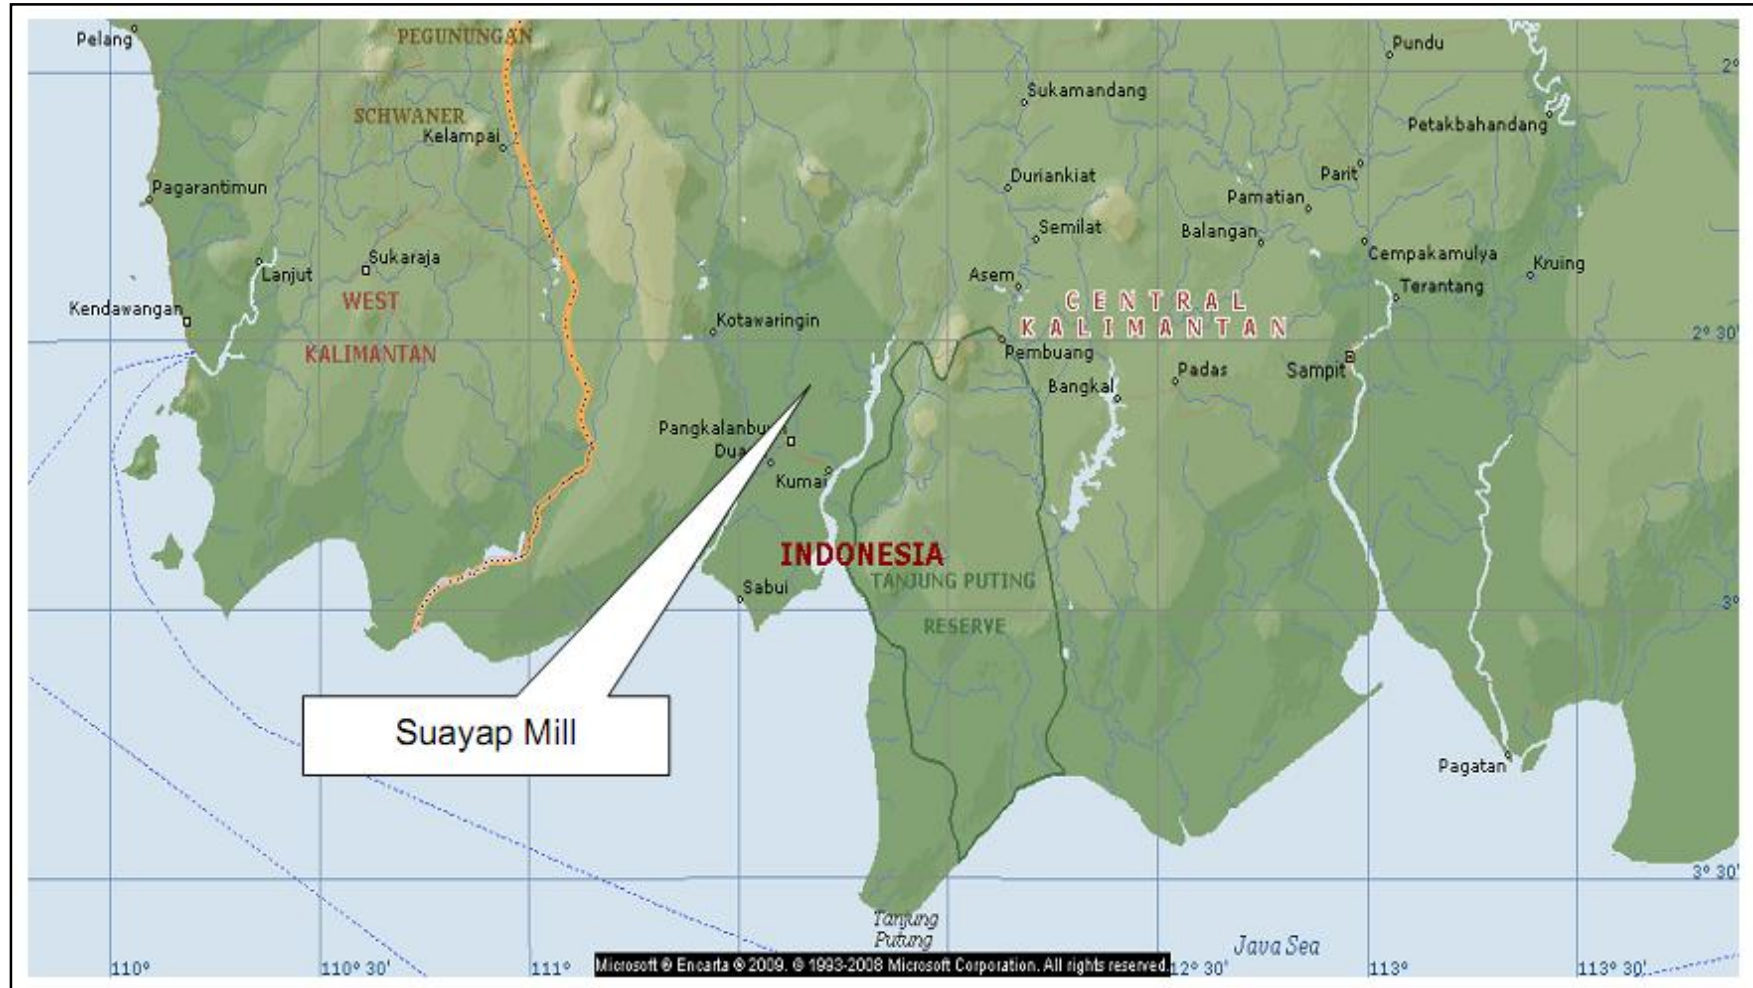 Pelang
PEGUNUNGAN
SCHWANER
Kelampai
Pagarantimun
Lanjut
Sukaraja
Kendawangan
WEST
KALIMANTAN
Pundu
2°
Sukamandang
Petakbahandang
Duriankiat
Parit
Pamatian
Semilat
Balangan
Cempakamulya
Kruing
Asem
Terantang
CENTRAL
KALIMANTAN
Kotawaringin
2° 30'
Pembuang
Padas
Sampit
Bangkal
Kumai
INDONESIA
TANJUNG PUTING
RESERVE
Sabui
3°
Suayap Mill
Pagatan
3° 30'
Tanjung
Putung
Java Sea
110°
110° 30'
111°
Microsoft ® Encarta ® 2009. © 1993-2008 Microsoft Corporation. All rights reserved.
113°
113° 30'